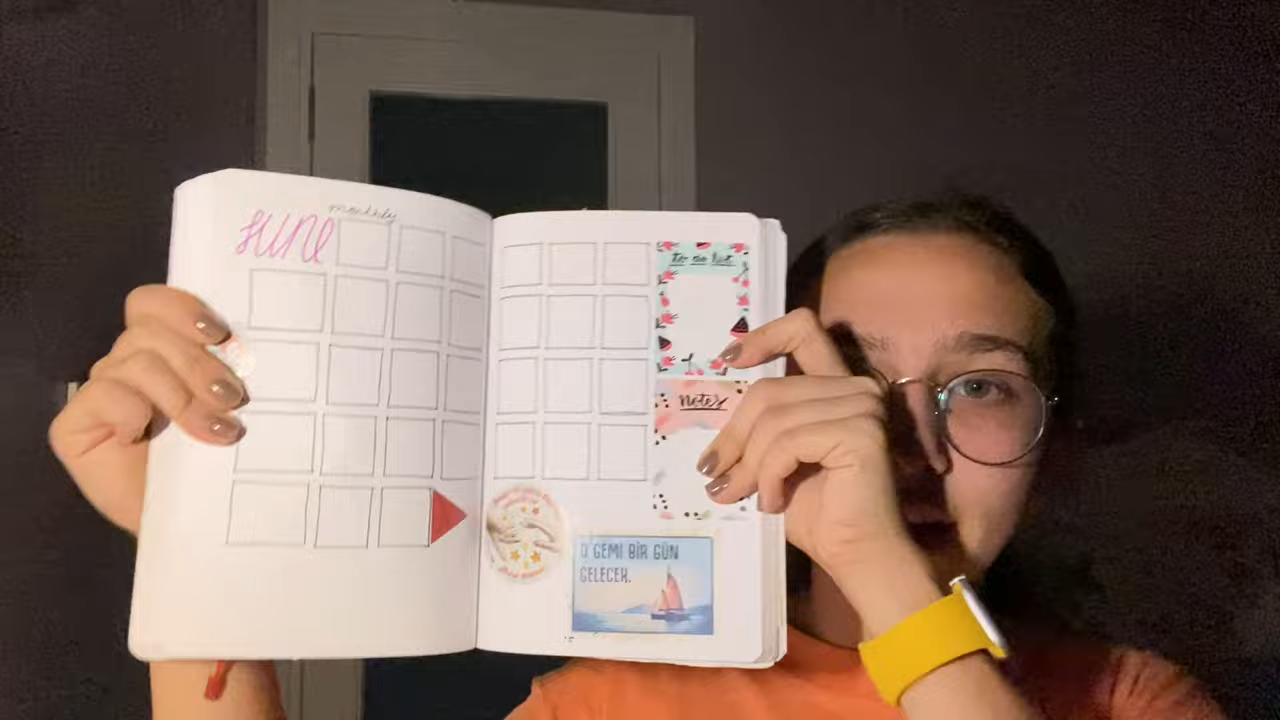 monthly
JUNE
to do list
notes
O GEMİ BİR GÜN
GELECEK.